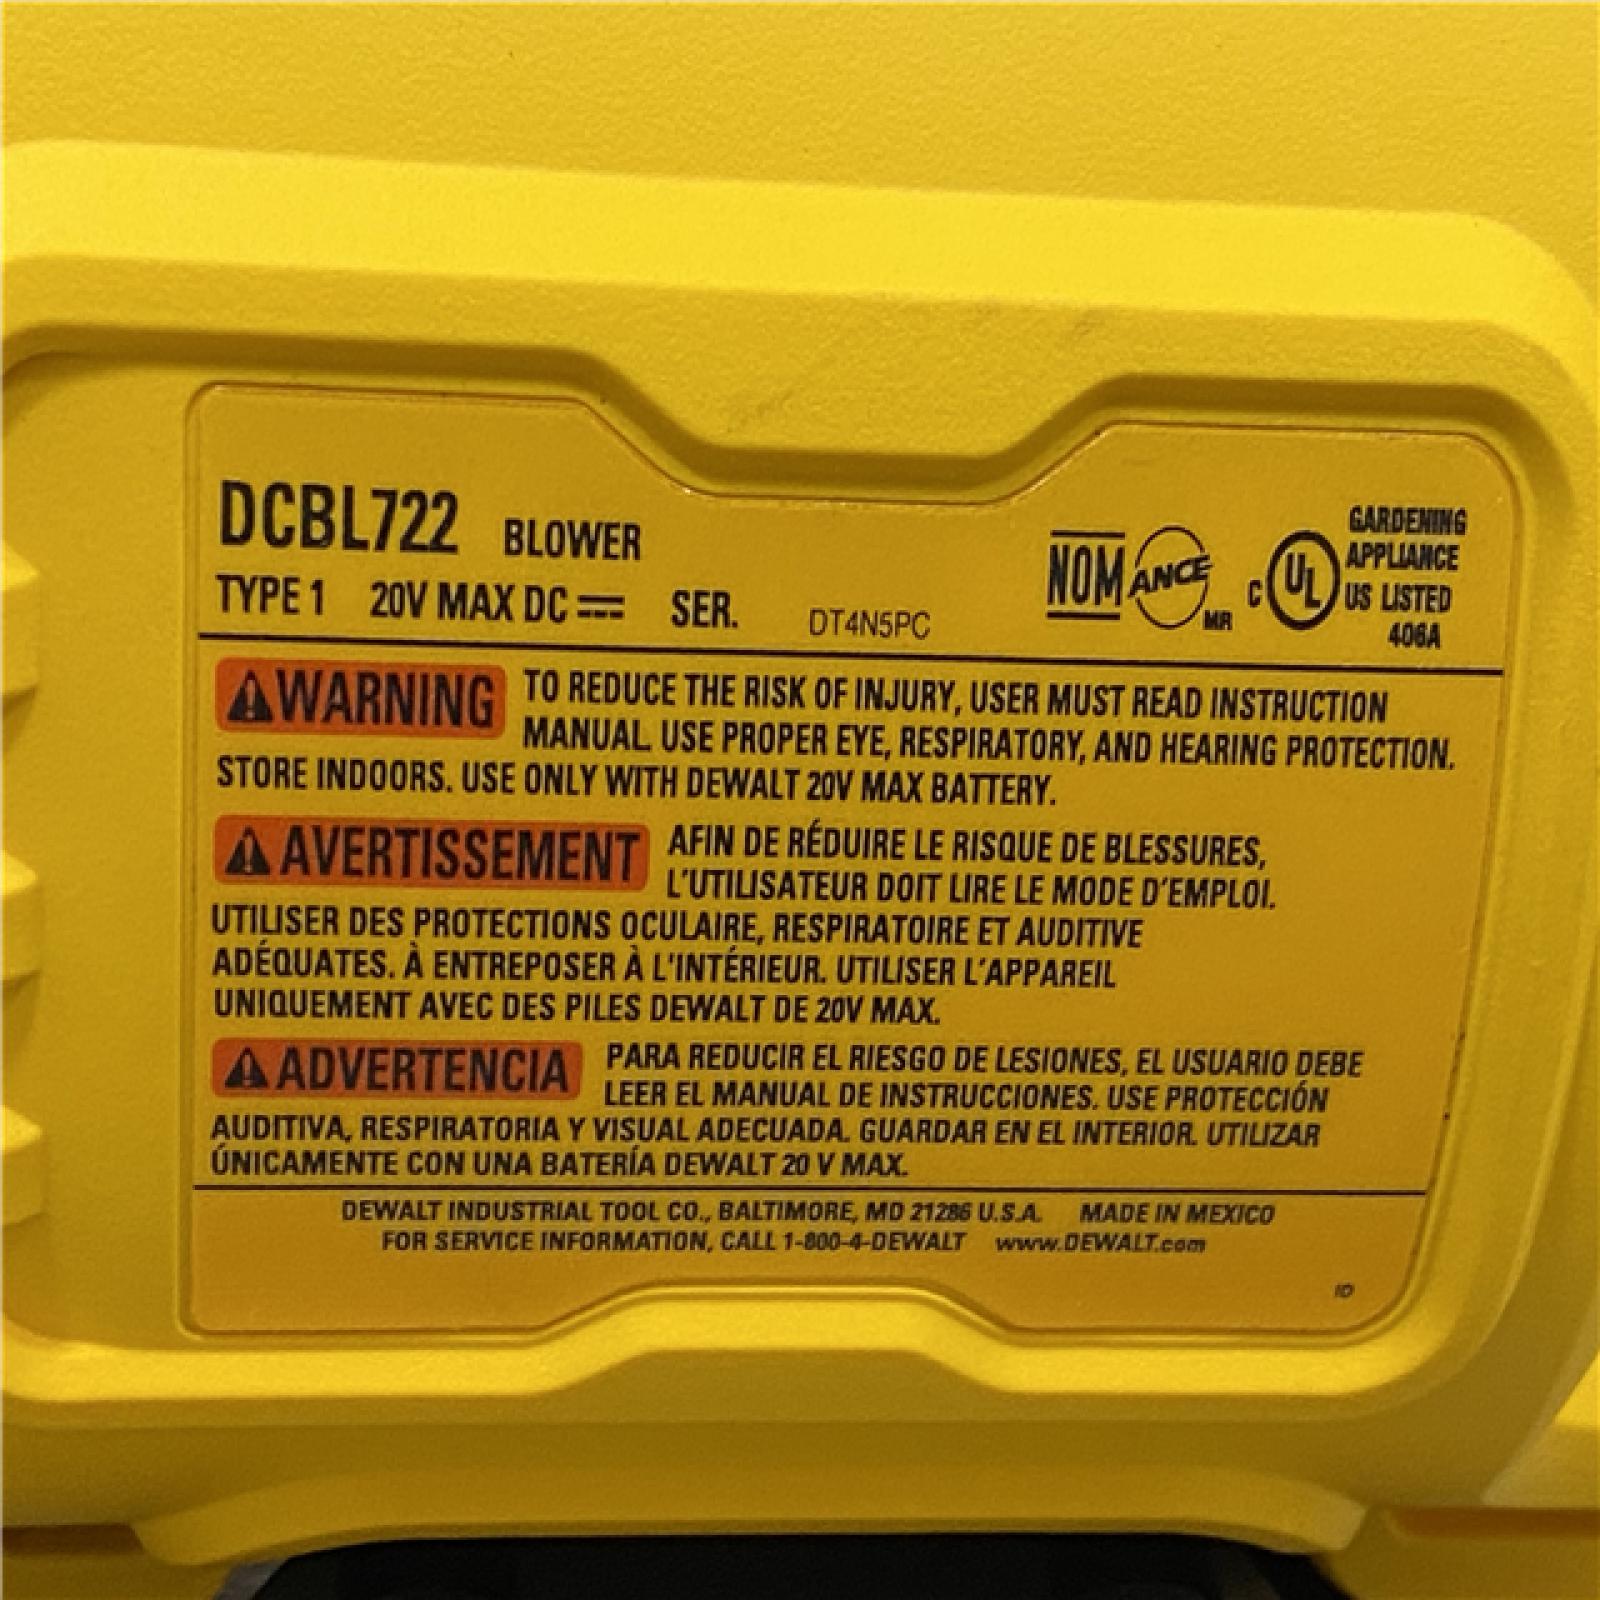 DCBL722 BLOWER
TYPE 1 20V MAX DC SER. DT4N5PC
NOM ANCE MR
C UL US LISTED
GARDENING
APPLIANCE
406A
WARNING TO REDUCE THE RISK OF INJURY, USER MUST READ INSTRUCTION
MANUAL. USE PROPER EYE, RESPIRATORY, AND HEARING PROTECTION.
STORE INDOORS. USE ONLY WITH DEWALT 20V MAX BATTERY.
AVERTISSEMENT AFIN DE RÉDUIRE LE RISQUE DE BLESSURES,
L'UTILISATEUR DOIT LIRE LE MODE D'EMPLOI.
UTILISER DES PROTECTIONS OCULAIRE, RESPIRATOIRE ET AUDITIVE
ADÉQUATES. À ENTREPOSER À L'INTÉRIEUR. UTILISER L'APPAREIL
UNIQUEMENT AVEC DES PILES DEWALT DE 20V MAX.
ADVERTENCIA PARA REDUCIR EL RIESGO DE LESIONES, EL USUARIO DEBE
LEER EL MANUAL DE INSTRUCCIONES. USE PROTECCIÓN
AUDITIVA, RESPIRATORIA Y VISUAL ADECUADA. GUARDAR EN EL INTERIOR. UTILIZAR
ÚNICAMENTE CON UNA BATERÍA DEWALT 20 V MAX.
DEWALT INDUSTRIAL TOOL CO., BALTIMORE, MD 21286 U.S.A. MADE IN MEXICO
FOR SERVICE INFORMATION, CALL 1-800-4-DEWALT www.DEWALT.com
ID